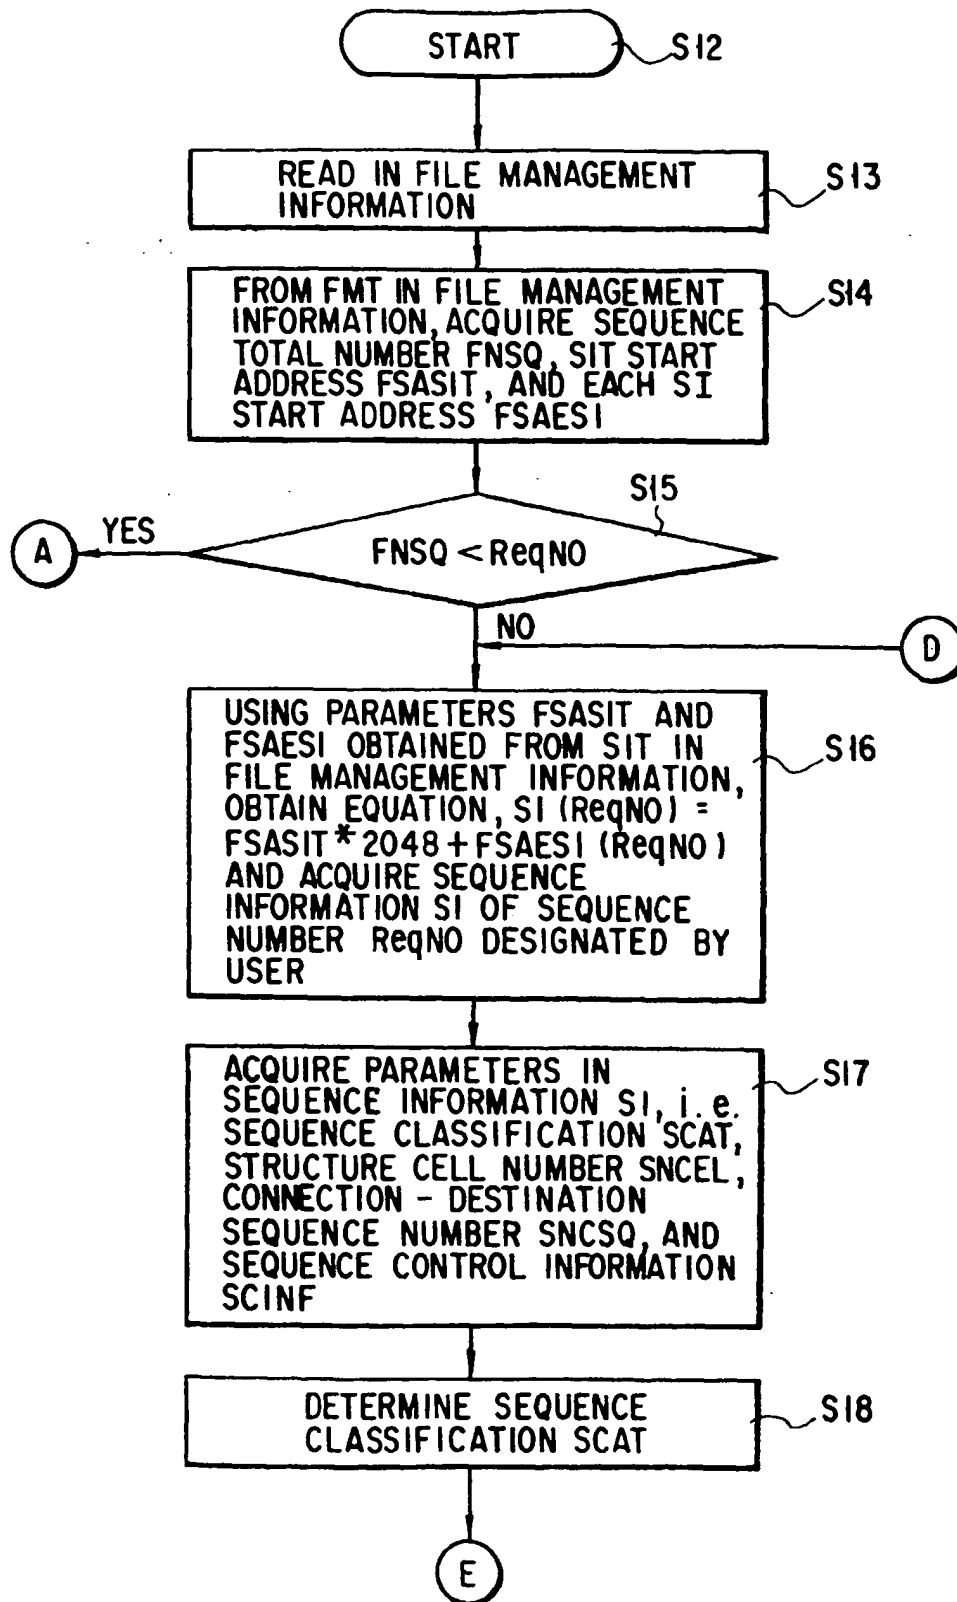 START
S12
READ IN FILE MANAGEMENT
INFORMATION
S13
FROM FMT IN FILE MANAGEMENT
INFORMATION, ACQUIRE SEQUENCE
TOTAL NUMBER FNSQ, SIT START
ADDRESS FSASIT, AND EACH SI
START ADDRESS FSAESI
S14
S15
YES
A
FNSQ < ReqNO
NO
D
USING PARAMETERS FSASIT AND
FSAESI OBTAINED FROM SIT IN
FILE MANAGEMENT INFORMATION,
OBTAIN EQUATION, SI (ReqNO) =
FSASIT * 2048 + FSAESI (ReqNO)
AND ACQUIRE SEQUENCE
INFORMATION SI OF SEQUENCE
NUMBER ReqNO DESIGNATED BY
USER
S16
ACQUIRE PARAMETERS IN
SEQUENCE INFORMATION SI, i.e.
SEQUENCE CLASSIFICATION SCAT,
STRUCTURE CELL NUMBER SNCEL,
CONNECTION - DESTINATION
SEQUENCE NUMBER SNCSQ, AND
SEQUENCE CONTROL INFORMATION
SCINF
S17
DETERMINE SEQUENCE
CLASSIFICATION SCAT
S18
E